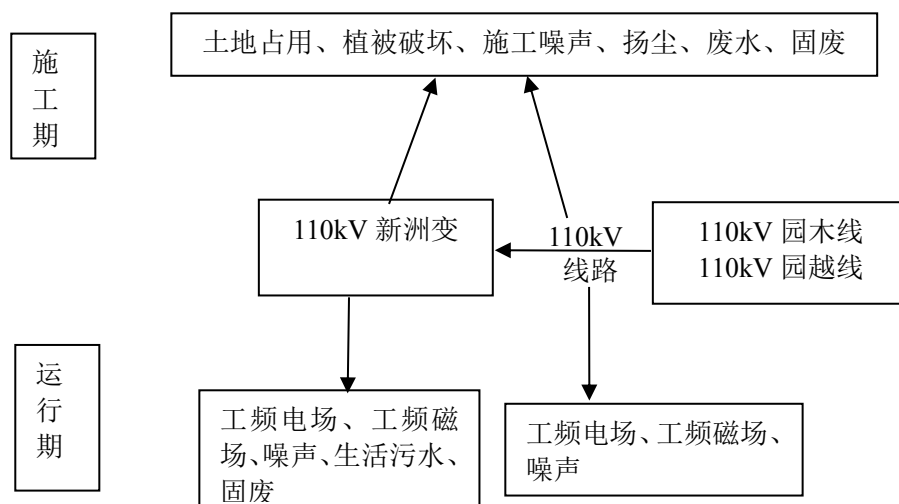 土地占用、植被破坏、施工噪声、扬尘、废水、固废
施
工
期
110kV 新洲变
110kV
线路
110kV 园木线
110kV 园越线
运
行
期
工频电场、工频磁
场、噪声、生活污水、
固废
工频电场、工频磁场、
噪声